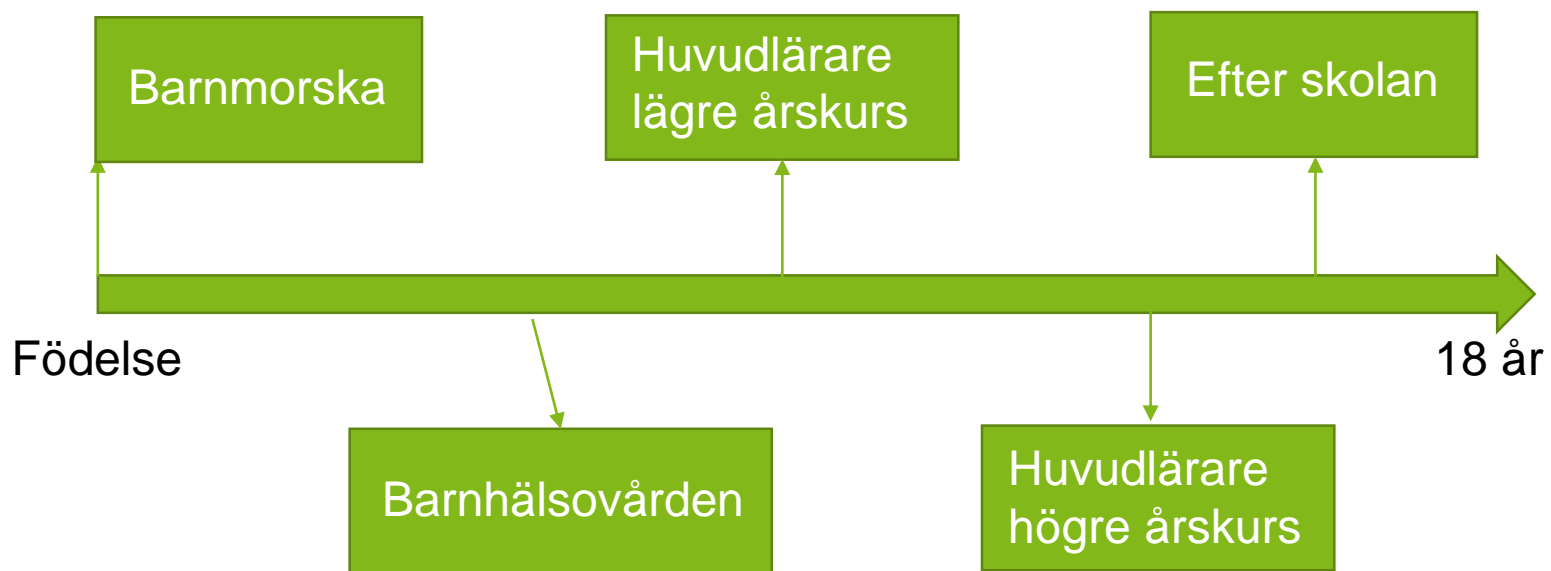 Barnmorska
Huvudlärare
lägre årskurs
Efter skolan
Födelse
18 år
Barnhälsovården
Huvudlärare
högre årskurs